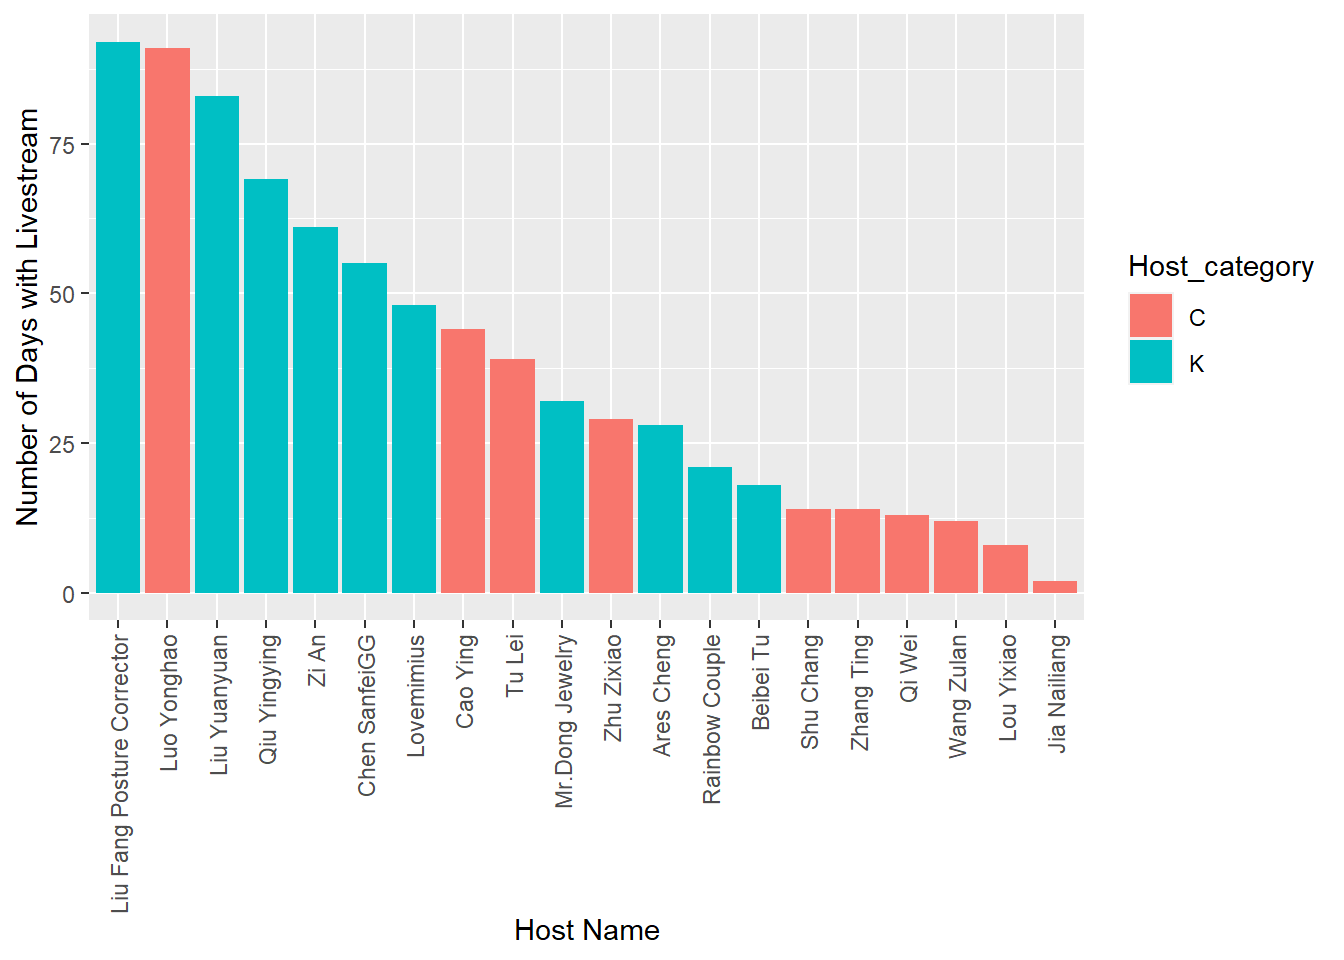 Number of Days with Livestream
75
50
25
0
Liu Fang Posture Corrector
Luo Yonghao
Liu Yuanyuan
Qiu Yingying
Zi An
Chen SanfeiGG
Lovemimius
Cao Ying
Tu Lei
Mr.Dong Jewelry
Zhu Zixiao
Ares Cheng
Rainbow Couple
Beibei Tu
Shu Chang
Zhang Ting
Qi Wei
Wang Zulan
Lou Yixiao
Jia Nailiang
Host Name
Host_category
C
K